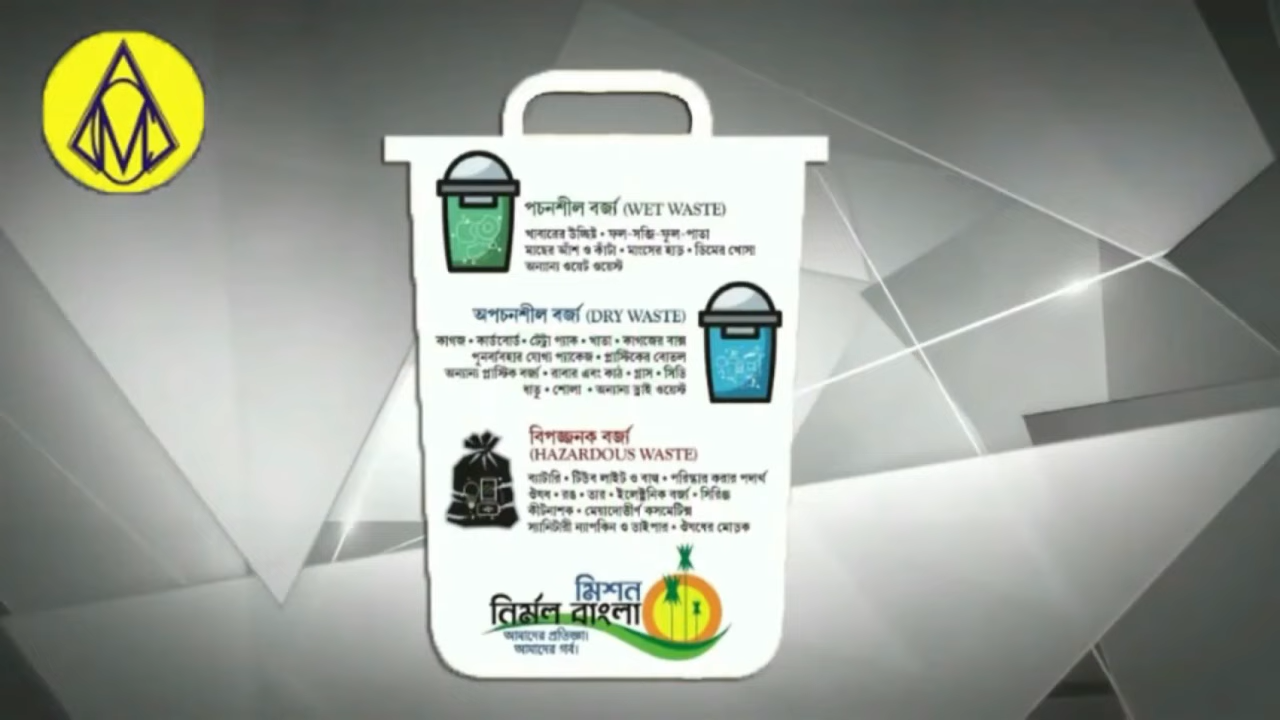 পচনশীল বর্জ্য (WET WASTE)
খাবারের উচ্ছিষ্ট • ফল-সব্জি-ফুল-পাতা
মাছের আঁশ ও কাঁটা • মাংসের হাড় • ডিমের খোসা
অন্যান্য ওয়েট ওয়েস্ট
অপচনশীল বর্জ্য (DRY WASTE)
কাগজ • কার্ডবোর্ড • টেট্রা প্যাক • খাতা • কাগজের বাক্স
পুনর্ব্যবহার যোগ্য প্যাকেজ • প্লাস্টিকের বোতল
অন্যান্য প্লাস্টিক বর্জ্য • রাবার এবং কাঠ • গ্লাস • সিডি
ধাতু • শোলা • অন্যান্য ড্রাই ওয়েস্ট
বিপজ্জনক বর্জ্য
(HAZARDOUS WASTE)
ব্যাটারি • টিউব লাইট ও বাল্ব • পরিষ্কার করার পদার্থ
ঔষধ • রঙ • তার • ইলেক্ট্রনিক বর্জ্য • সিরিঞ্জ
কীটনাশক • মেয়াদোত্তীর্ণ কসমেটিক্স
স্যানিটারী ন্যাপকিন ও ডাইপার • ঔষধের মোড়ক
মিশন
নির্মল বাংলা
আমাদের প্রতিজ্ঞা।
আমাদের গর্ব।